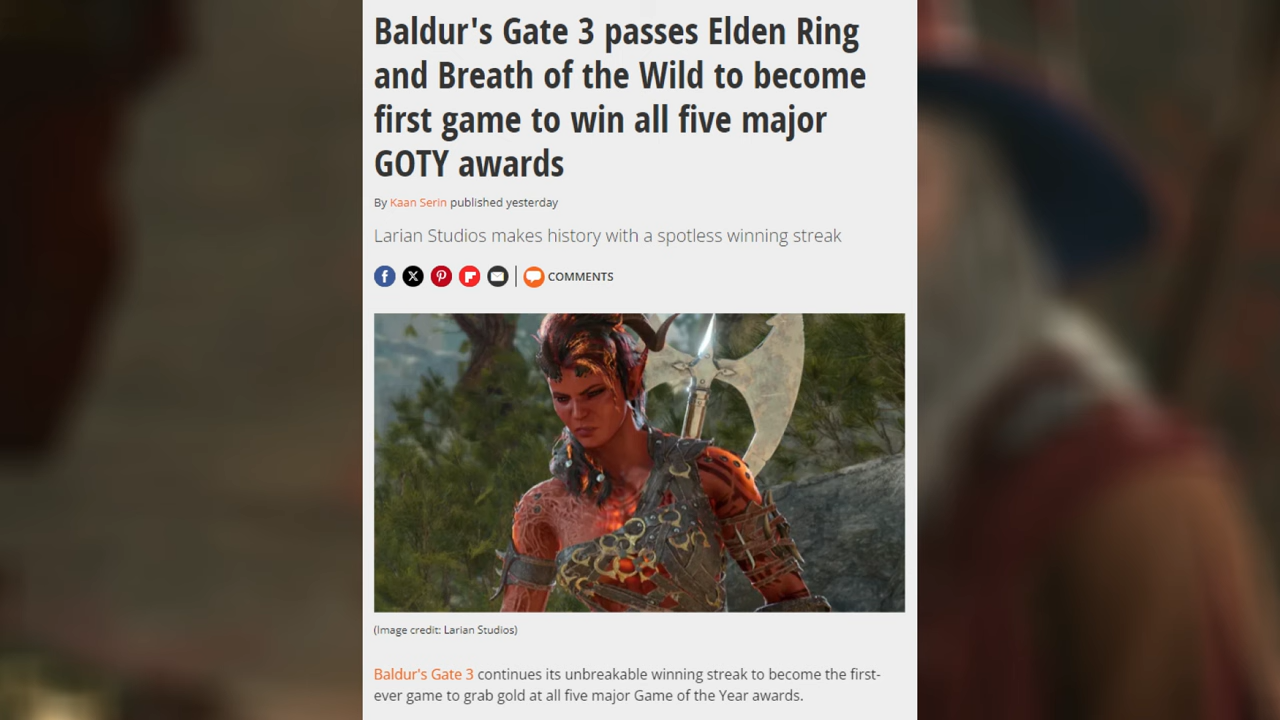 Baldur's Gate 3 passes Elden Ring
and Breath of the Wild to become
first game to win all five major
GOTY awards
By Kaan Serin published yesterday
Larian Studios makes history with a spotless winning streak
COMMENTS
(Image credit: Larian Studios)
Baldur's Gate 3 continues its unbreakable winning streak to become the first-
ever game to grab gold at all five major Game of the Year awards.